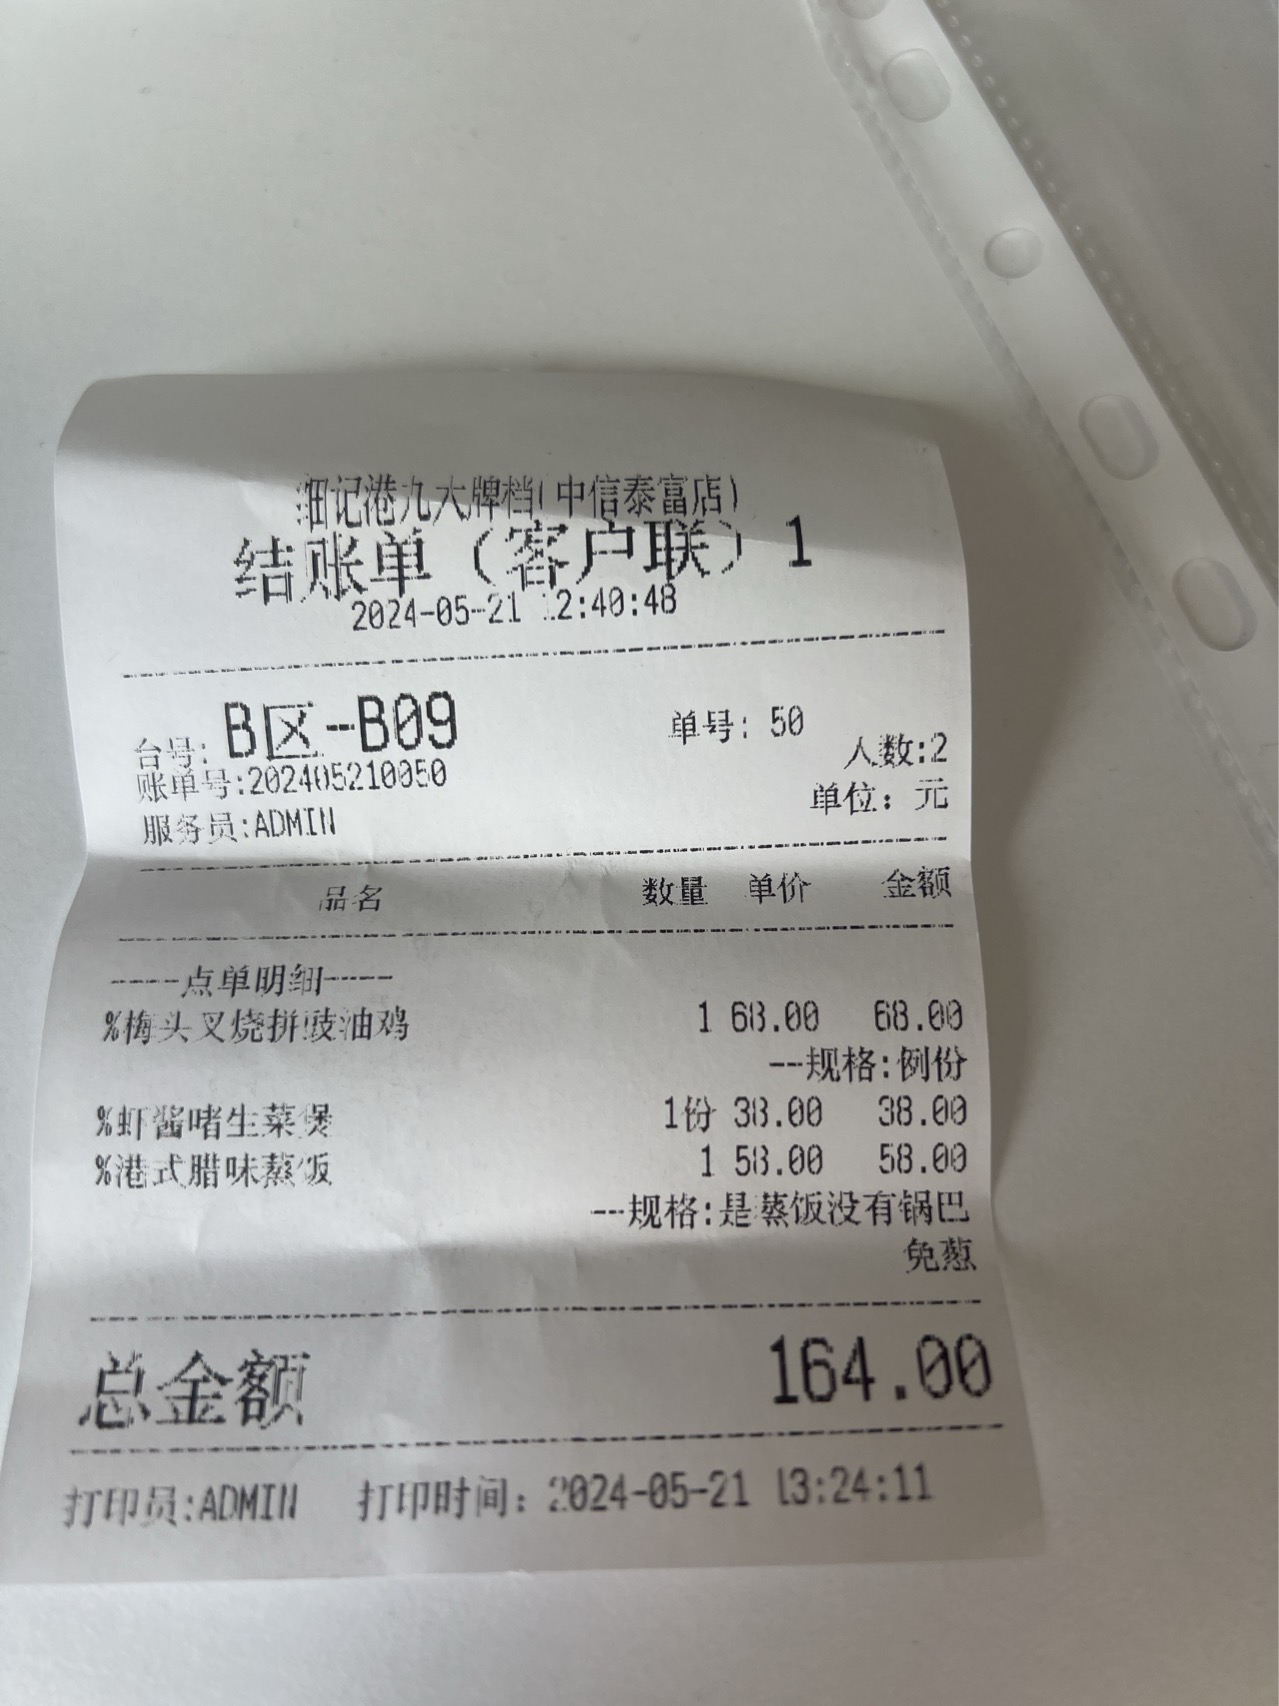 细记港九大牌档(中信泰富店)
结账单（客户联）1
2024-05-21 12:40:48
台号: B区-B09 单号: 50
人数:2
账单号:202405210050
单位: 元
服务员:ADMIN
品名 数量 单价 金额
----点单明细----
%梅头叉烧拼豉油鸡 1 68.00 68.00
--规格:例份
%虾酱啫生菜煲 1份 38.00 38.00
%港式腊味蒸饭 1 58.00 58.00
--规格:是蒸饭没有锅巴
免葱
总金额 164.00
打印员:ADMIN 打印时间: 2024-05-21 13:24:11